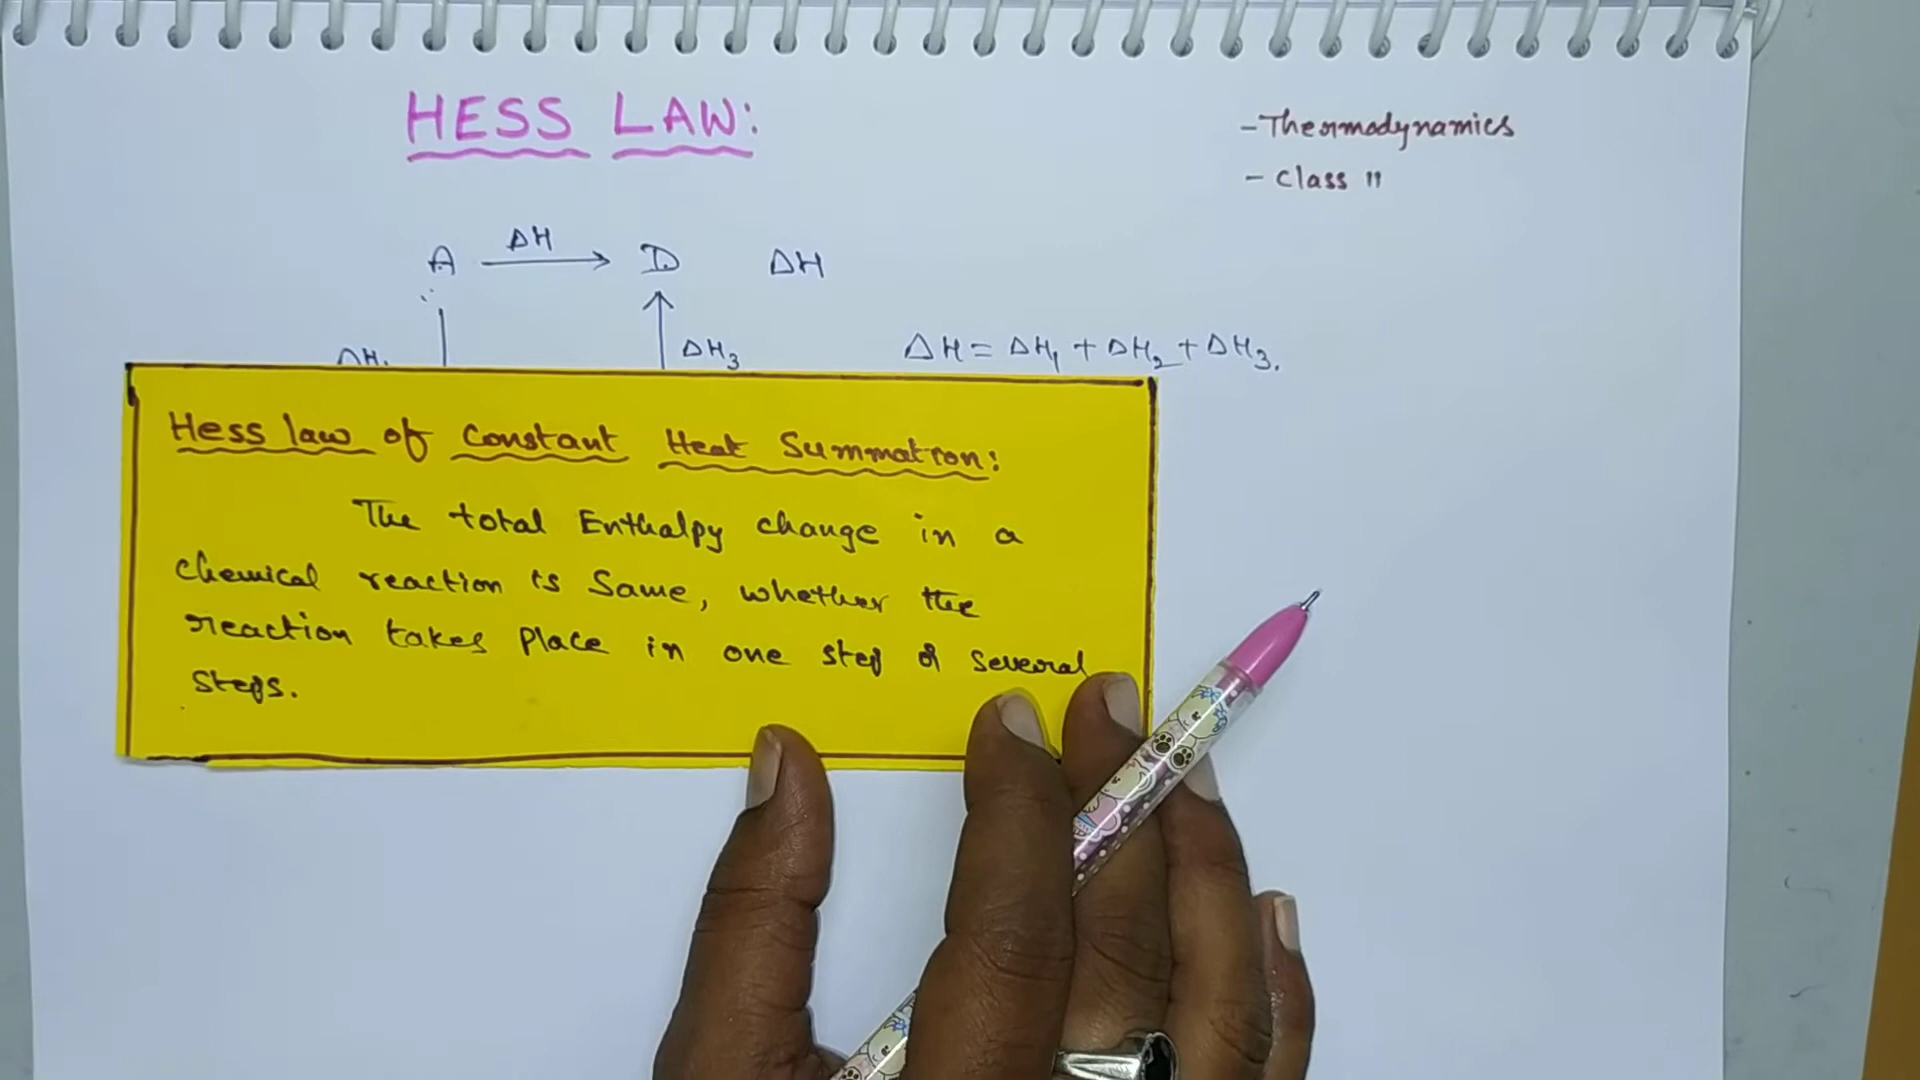 HESS LAW:
- Thermodynamics
- Class 11
A ΔH → D ΔH
ΔH₃ ΔH = ΔH₁ + ΔH₂ + ΔH₃.
Hess law of Constant Heat Summation:
The total Enthalpy change in a
chemical reaction is Same, whether the
reaction takes place in one step or several
steps.